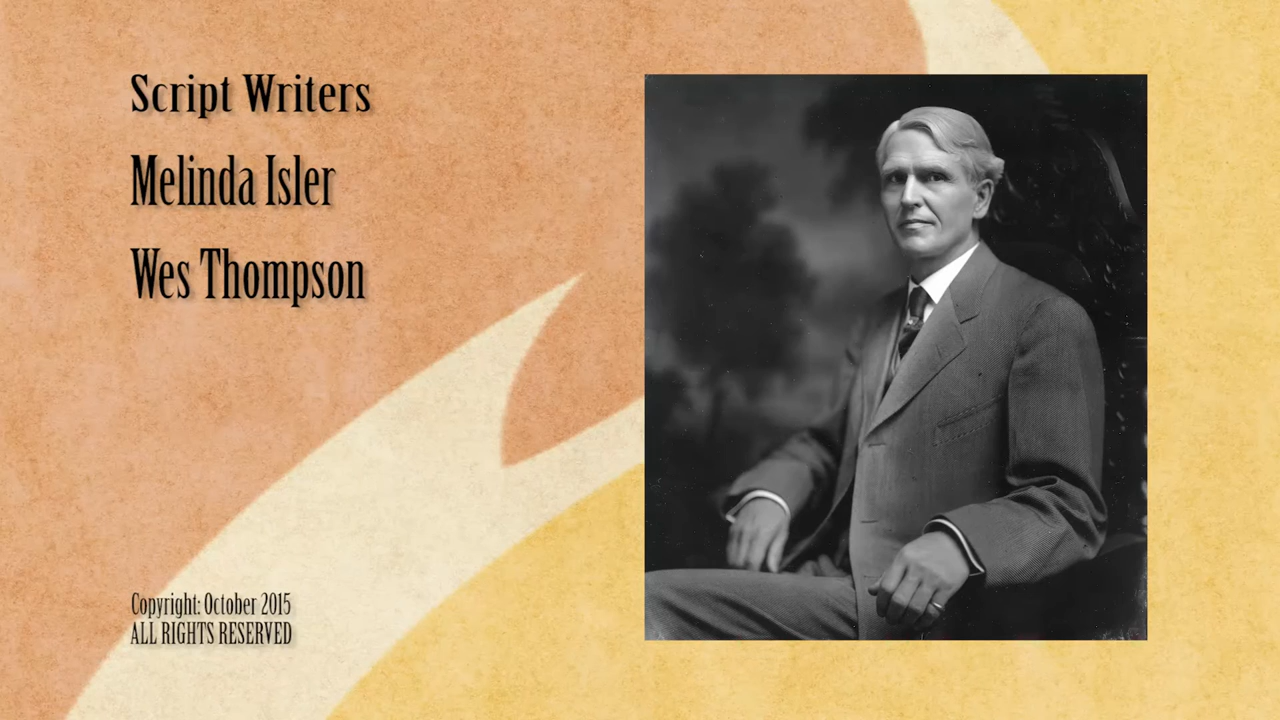 Script Writers
Melinda Isler
Wes Thompson
Copyright: October 2015
ALL RIGHTS RESERVED